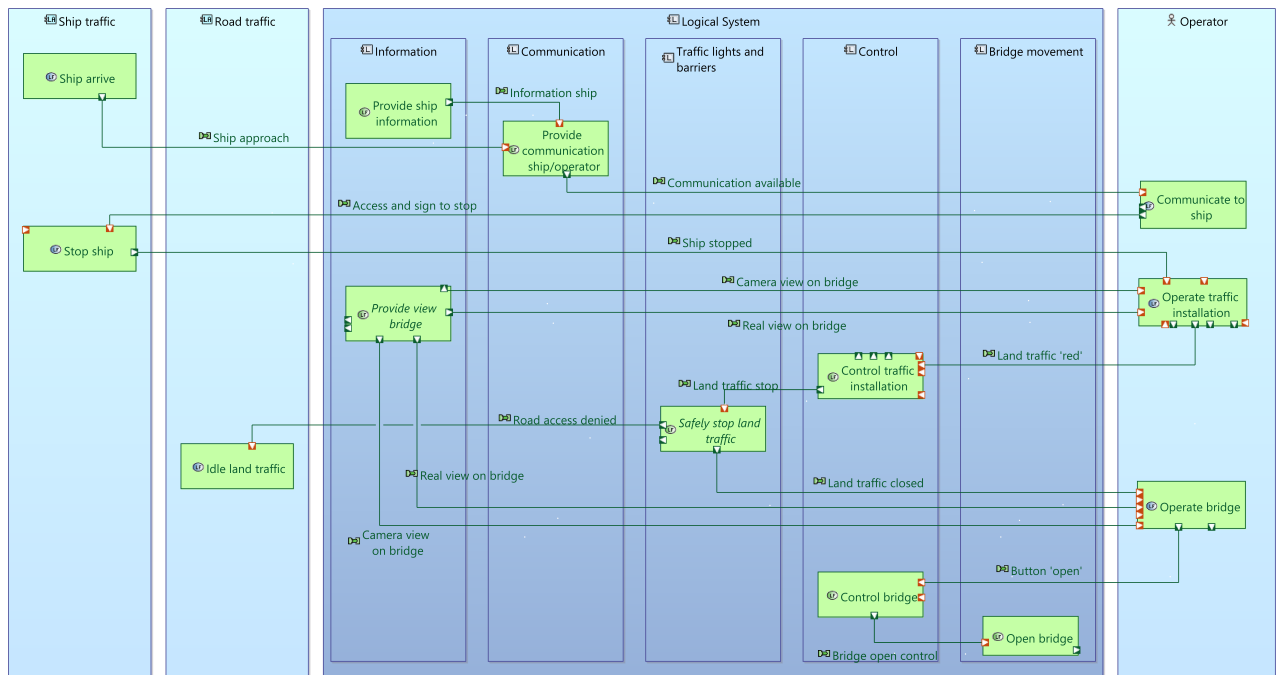 Ship traffic
Road traffic
Logical System
Operator
Information
Communication
Traffic lights and
barriers
Control
Bridge movement
Ship arrive
Provide ship
information
Information ship
Ship approach
Provide
communication
ship/operator
Communication available
Access and sign to stop
Communicate to
ship
Stop ship
Ship stopped
Camera view on bridge
Provide view
bridge
Operate traffic
installation
Real view on bridge
Land traffic 'red'
Control traffic
installation
Land traffic stop
Road access denied
Safely stop land
traffic
Idle land traffic
Real view on bridge
Land traffic closed
Operate bridge
Camera view
on bridge
Button 'open'
Control bridge
Open bridge
Bridge open control